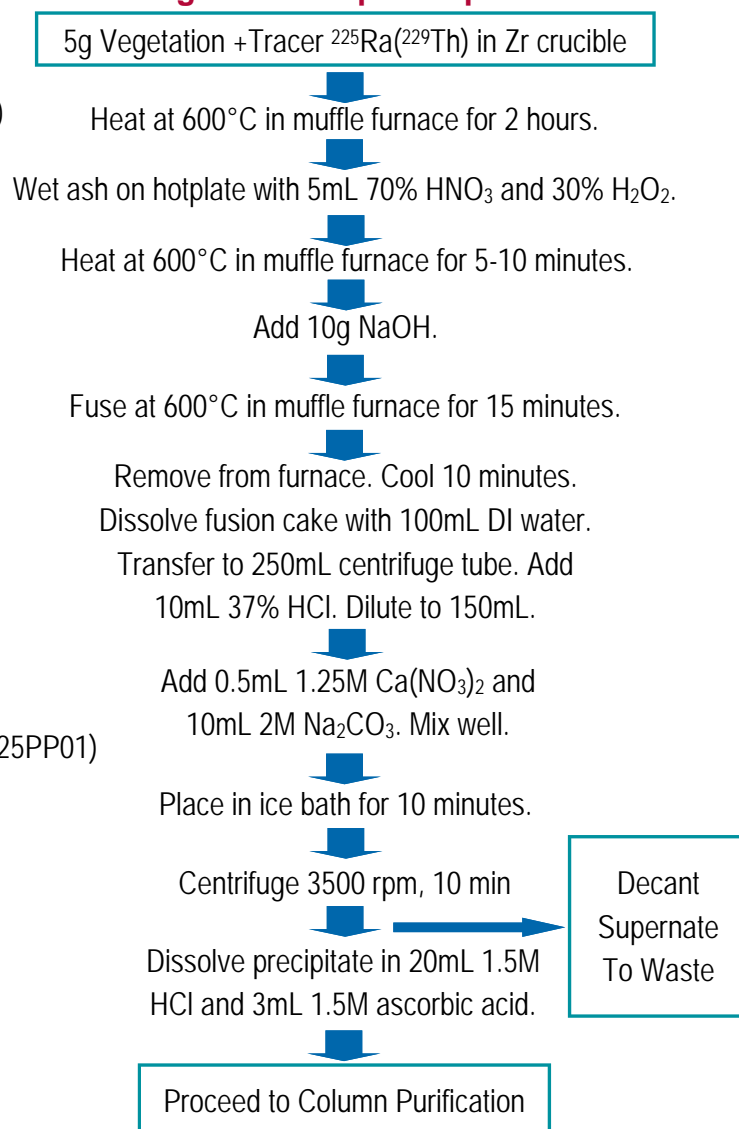 5g Vegetation +Tracer ²²⁵Ra(²²⁹Th) in Zr crucible
)
Heat at 600°C in muffle furnace for 2 hours.
Wet ash on hotplate with 5mL 70% HNO₃ and 30% H₂O₂.
Heat at 600°C in muffle furnace for 5-10 minutes.
Add 10g NaOH.
Fuse at 600°C in muffle furnace for 15 minutes.
Remove from furnace. Cool 10 minutes.
Dissolve fusion cake with 100mL DI water.
Transfer to 250mL centrifuge tube. Add
10mL 37% HCl. Dilute to 150mL.
Add 0.5mL 1.25M Ca(NO₃)₂ and
10mL 2M Na₂CO₃. Mix well.
25PP01)
Place in ice bath for 10 minutes.
Centrifuge 3500 rpm, 10 min
Decant
Supernate
To Waste
Dissolve precipitate in 20mL 1.5M
HCl and 3mL 1.5M ascorbic acid.
Proceed to Column Purification